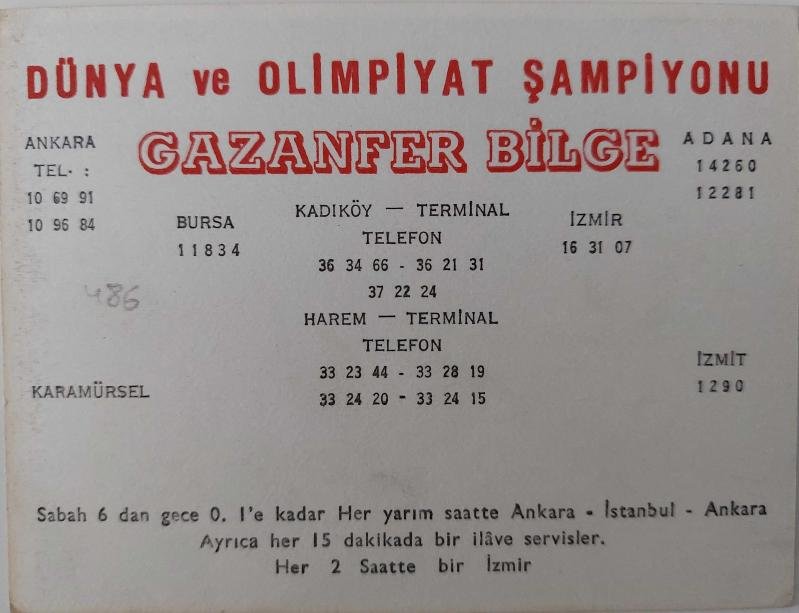 DÜNYA ve OLİMPİYAT ŞAMPİYONU
GAZANFER BİLGE
ANKARA
TEL. :
10 69 91
10 96 84
ADANA
14260
12281
BURSA
11834
KADIKÖY — TERMİNAL
TELEFON
36 34 66 - 36 21 31
37 22 24
İZMİR
16 31 07
486
HAREM — TERMİNAL
TELEFON
33 23 44 - 33 28 19
33 24 20 - 33 24 15
KARAMÜRSEL
İZMİT
1290
Sabah 6 dan gece 0. 1'e kadar Her yarım saatte Ankara - İstanbul - Ankara
Ayrıca her 15 dakikada bir ilâve servisler.
Her 2 Saatte bir İzmir